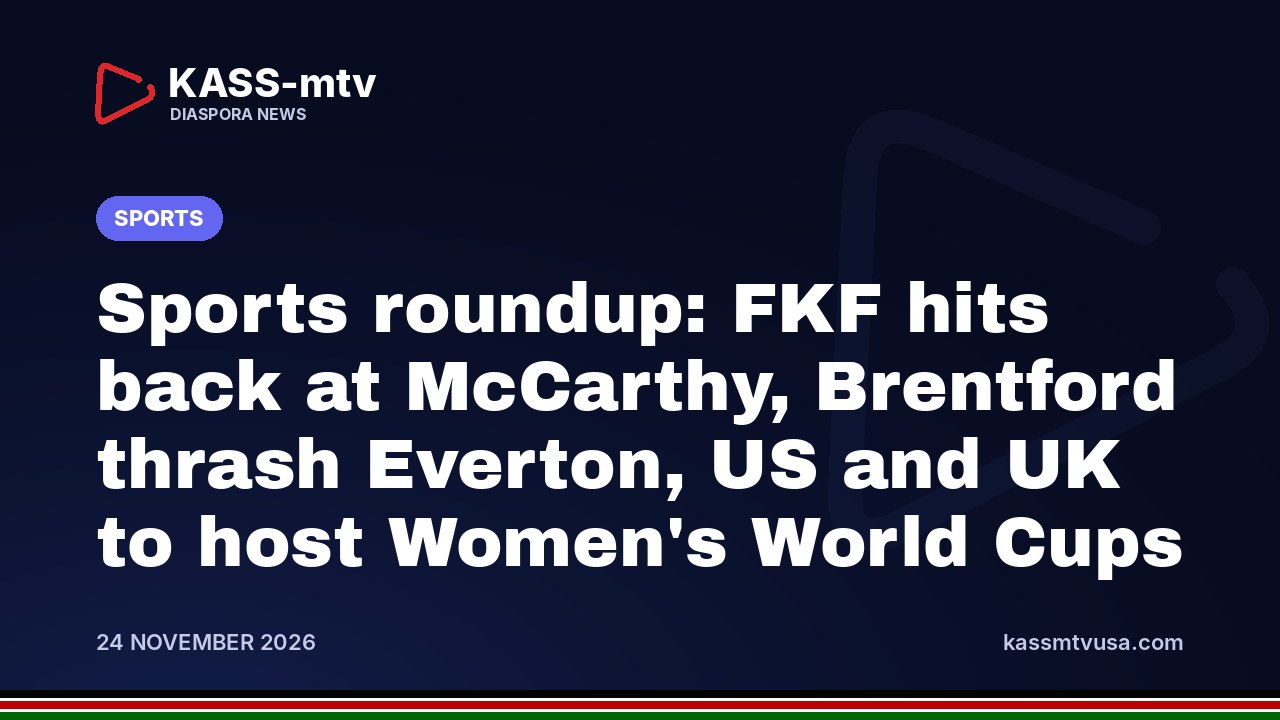 KASS-mtv
DIASPORA NEWS
SPORTS
Sports roundup: FKF hits
back at McCarthy, Brentford
thrash Everton, US and UK
to host Women's World Cups
24 NOVEMBER 2026
kassmtvusa.com